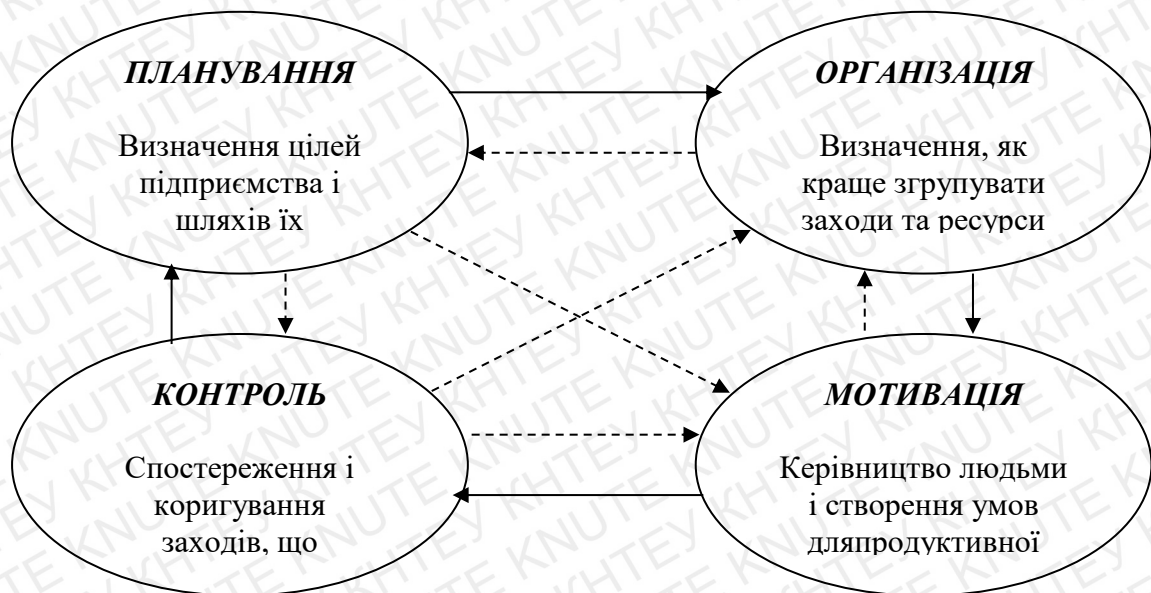 ПЛАНУВАННЯ
Визначення цілей
підприємства і
шляхів їх
ОРГАНІЗАЦІЯ
Визначення, як
краще згрупувати
заходи та ресурси
КОНТРОЛЬ
Спостереження і
коригування
заходів, що
МОТИВАЦІЯ
Керівництво людьми
і створення умов
дляпродуктивної